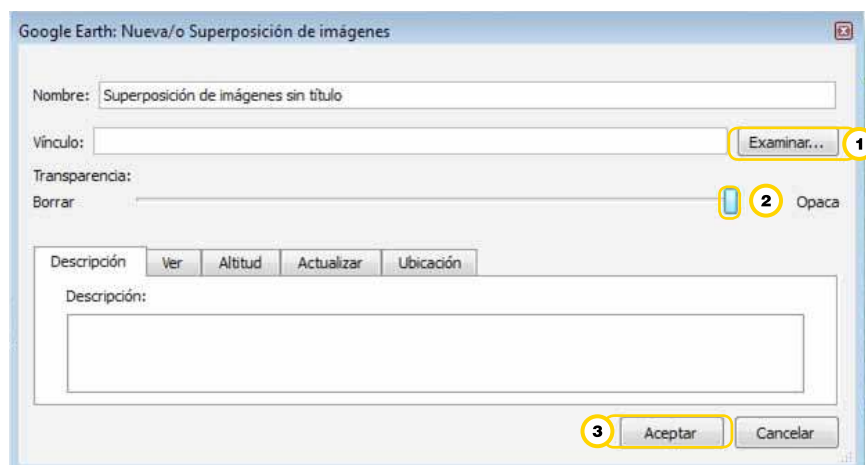 Google Earth: Nueva/o Superposición de imágenes
Nombre: Superposición de imágenes sin título
Vínculo: Examinar... 1
Transparencia:
Borrar 2 Opaca
Descripción Ver Altitud Actualizar Ubicación
Descripción:
3 Aceptar Cancelar